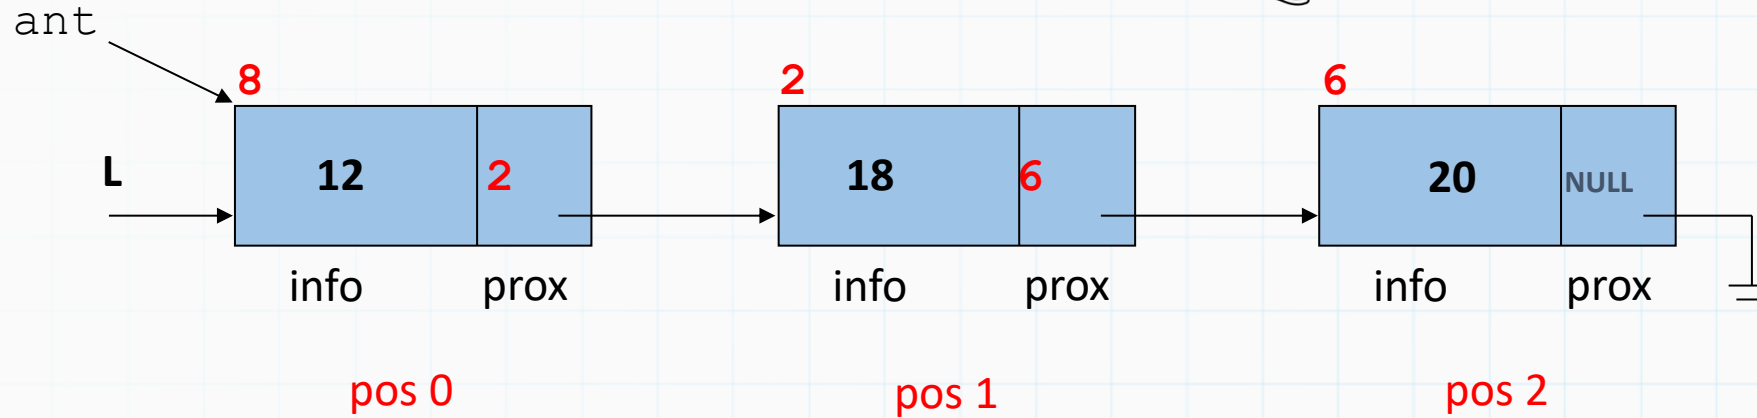 ant
8 2 6
L 12 2 18 6 20 NULL
info prox info prox info prox
pos 0 pos 1 pos 2